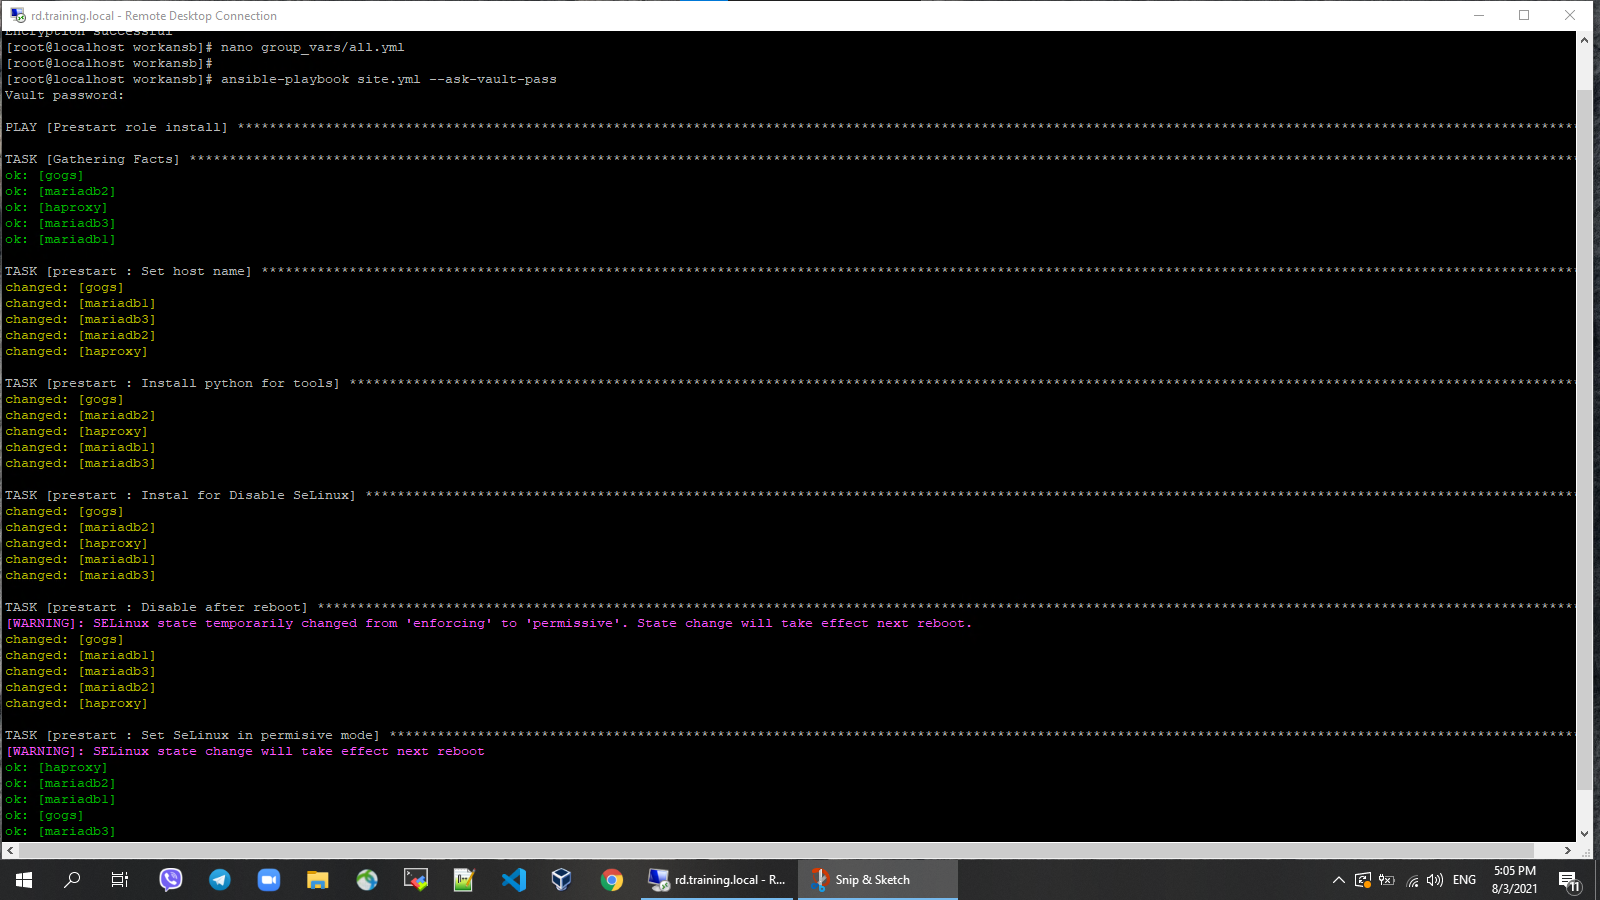 rd.training.local - Remote Desktop Connection
Encryption successful
[root@localhost workansb]# nano group_vars/all.yml
[root@localhost workansb]#
[root@localhost workansb]# ansible-playbook site.yml --ask-vault-pass
Vault password:
PLAY [Prestart role install] ************************************************************************************************************************************************************************
TASK [Gathering Facts] ******************************************************************************************************************************************************************************
ok: [gogs]
ok: [mariadb2]
ok: [haproxy]
ok: [mariadb3]
ok: [mariadb1]
TASK [prestart : Set host name] *********************************************************************************************************************************************************************
changed: [gogs]
changed: [mariadb1]
changed: [mariadb3]
changed: [mariadb2]
changed: [haproxy]
TASK [prestart : Install python for tools] **********************************************************************************************************************************************************
changed: [gogs]
changed: [mariadb2]
changed: [haproxy]
changed: [mariadb1]
changed: [mariadb3]
TASK [prestart : Instal for Disable SeLinux] ********************************************************************************************************************************************************
changed: [gogs]
changed: [mariadb2]
changed: [haproxy]
changed: [mariadb1]
changed: [mariadb3]
TASK [prestart : Disable after reboot] **************************************************************************************************************************************************************
[WARNING]: SELinux state temporarily changed from 'enforcing' to 'permissive'. State change will take effect next reboot.
changed: [gogs]
changed: [mariadb1]
changed: [mariadb3]
changed: [mariadb2]
changed: [haproxy]
TASK [prestart : Set SeLinux in permisive mode] *****************************************************************************************************************************************************
[WARNING]: SELinux state change will take effect next reboot
ok: [haproxy]
ok: [mariadb2]
ok: [mariadb1]
ok: [gogs]
ok: [mariadb3]
rd.training.local - R...
Snip & Sketch
ENG
5:05 PM
8/3/2021
11